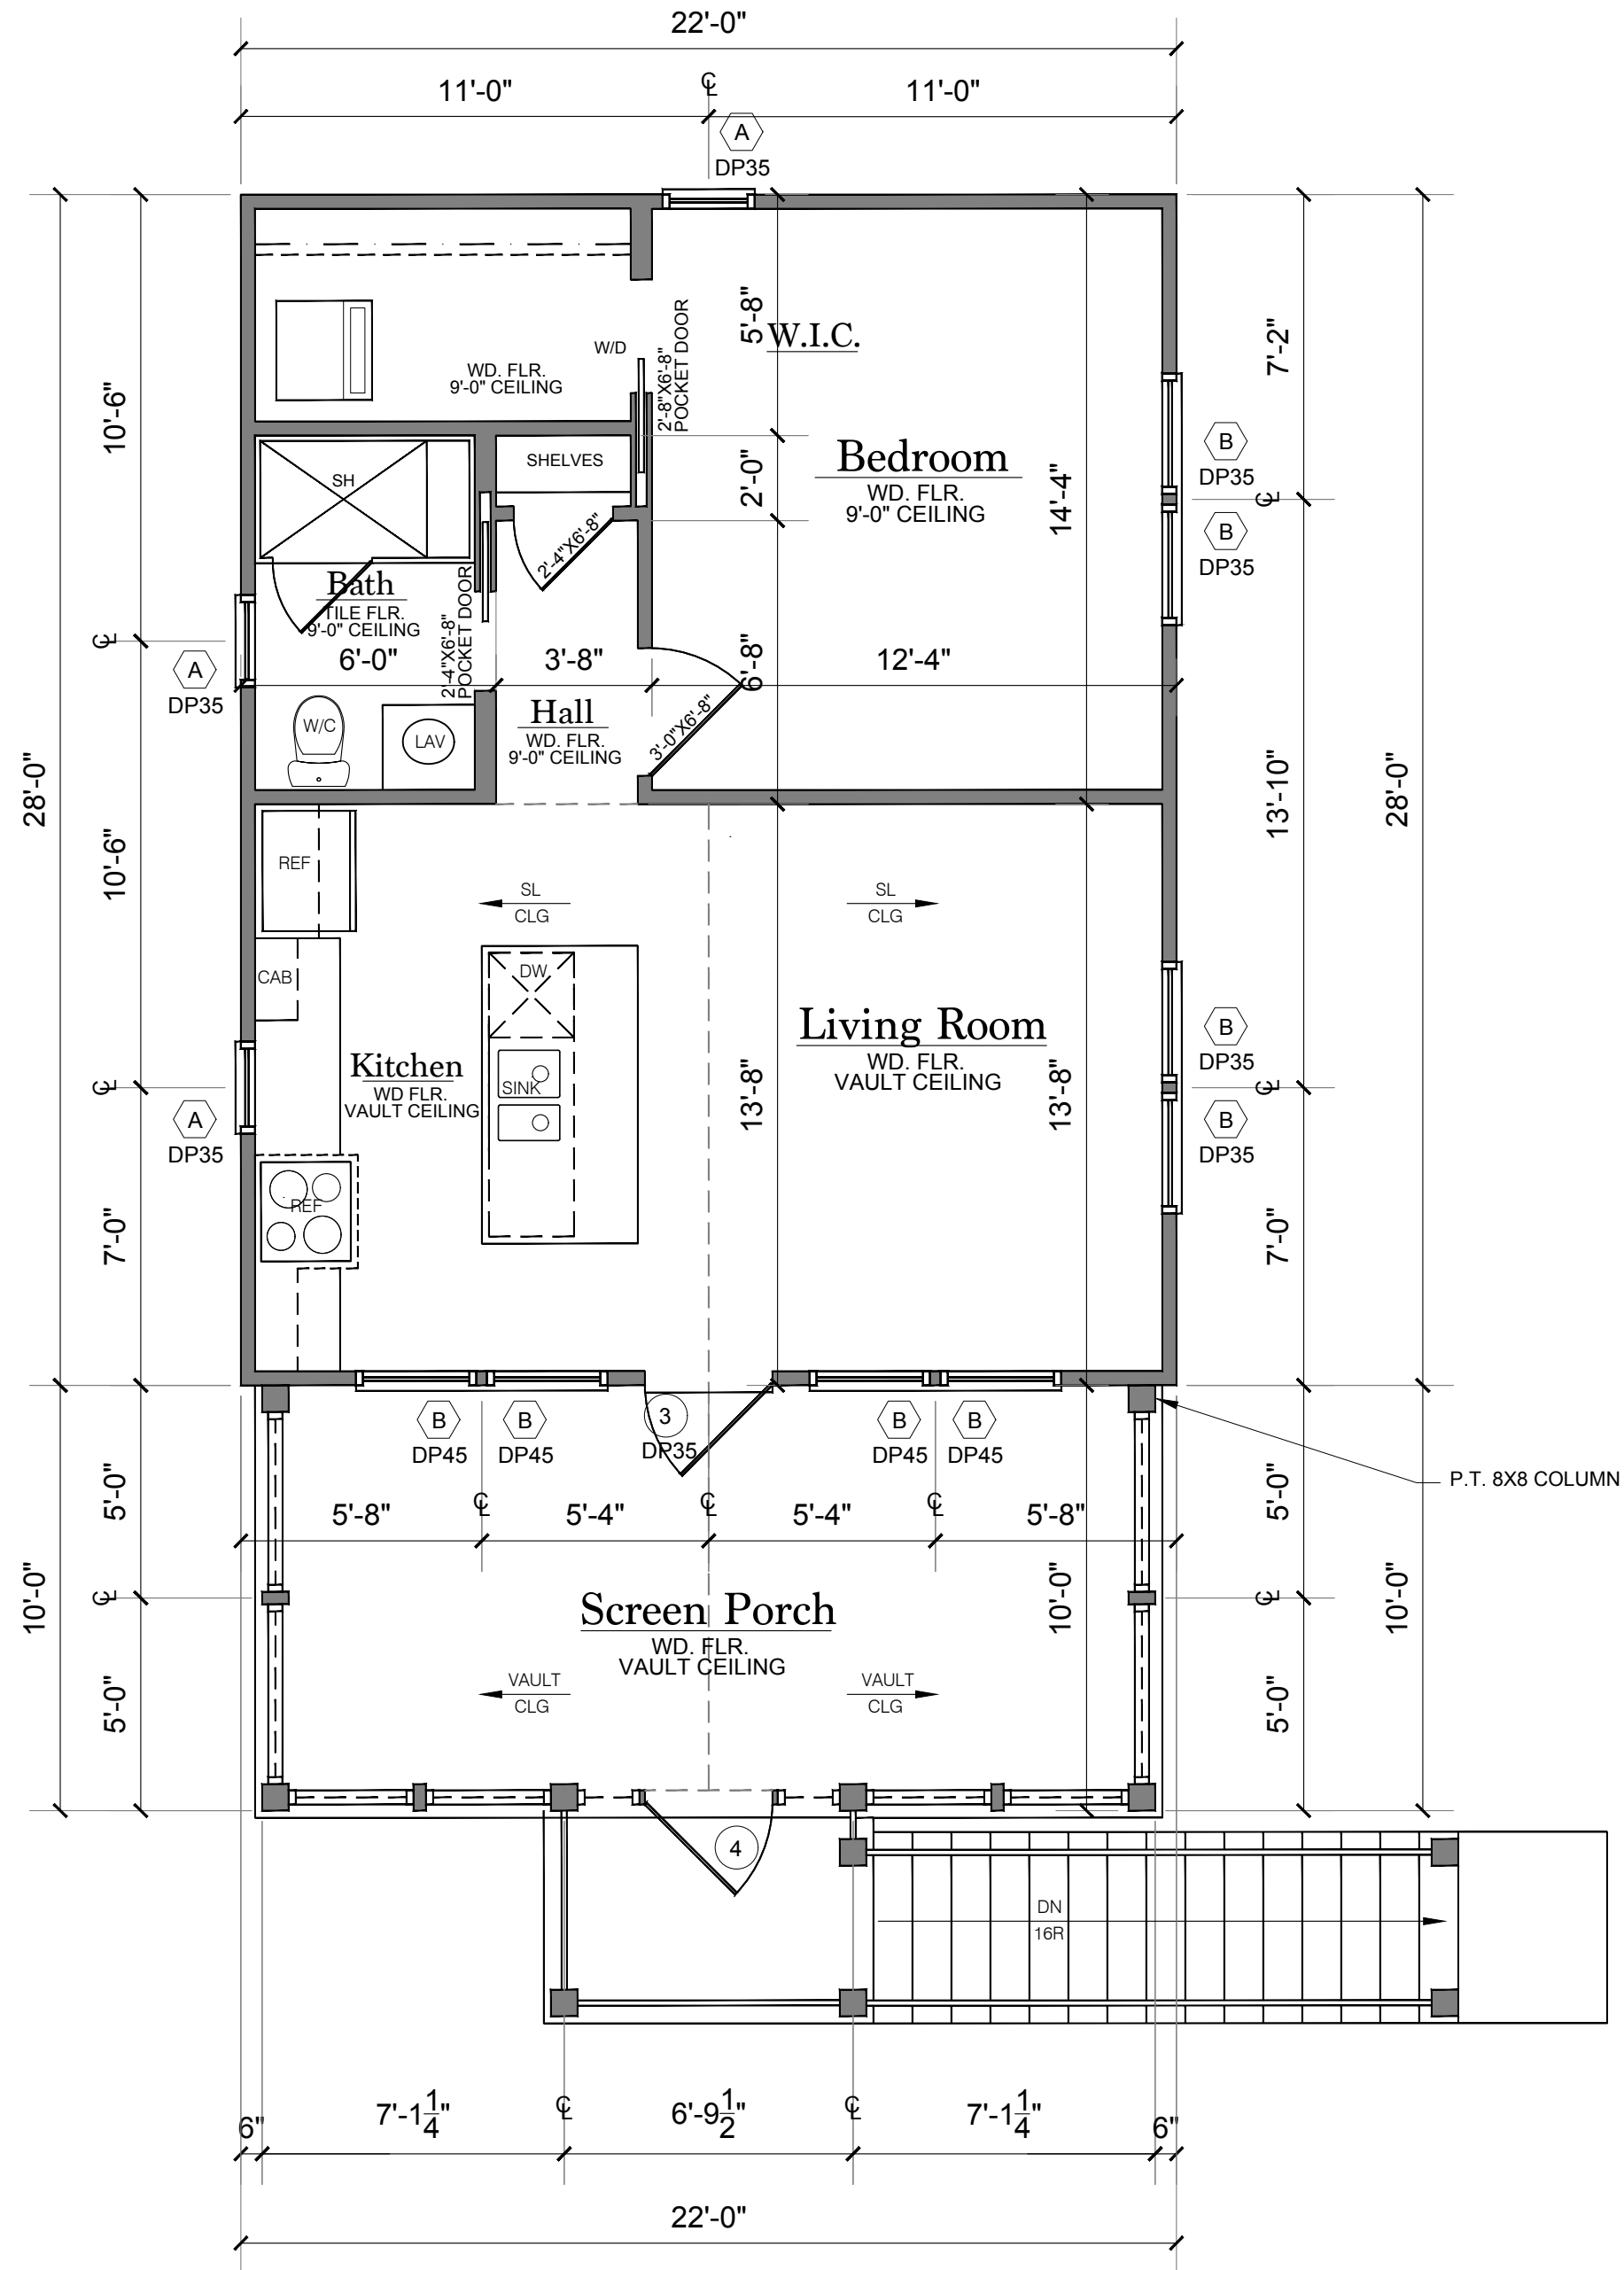 22'-0"
11'-0"
℄
11'-0"
A
DP35
5'-8"
W.I.C.
W/D
2'-8"X6'-8"
POCKET DOOR
WD. FLR.
9'-0" CEILING
7'-2"
10'-6"
B
DP35
℄
B
DP35
Bedroom
WD. FLR.
9'-0" CEILING
2'-0"
14'-4"
SHELVES
SH
2'-4"X6'-8"
Bath
TILE FLR.
9'-0" CEILING
2'-4"X6'-8"
POCKET DOOR
℄
A
DP35
6'-0"
3'-8"
6'-8"
12'-4"
Hall
WD. FLR.
9'-0" CEILING
3'-0"X6'-8"
W/C
LAV
28'-0"
13'-10"
28'-0"
10'-6"
REF
SL
CLG
SL
CLG
CAB
DW
SINK
Kitchen
WD FLR.
VAULT CEILING
Living Room
WD. FLR.
VAULT CEILING
13'-8"
13'-8"
B
DP35
℄
B
DP35
℄
A
DP35
REF
7'-0"
7'-0"
B
DP45
B
DP45
3
DP35
B
DP45
B
DP45
P.T. 8X8 COLUMN
5'-0"
5'-0"
5'-8"
℄
5'-4"
℄
5'-4"
℄
5'-8"
10'-0"
℄
10'-0"
℄
10'-0"
Screen Porch
WD. FLR.
VAULT CEILING
VAULT
CLG
VAULT
CLG
5'-0"
5'-0"
4
DN
16R
6"
7'-1 1/4"
℄
6'-9 1/2"
℄
7'-1 1/4"
6"
22'-0"